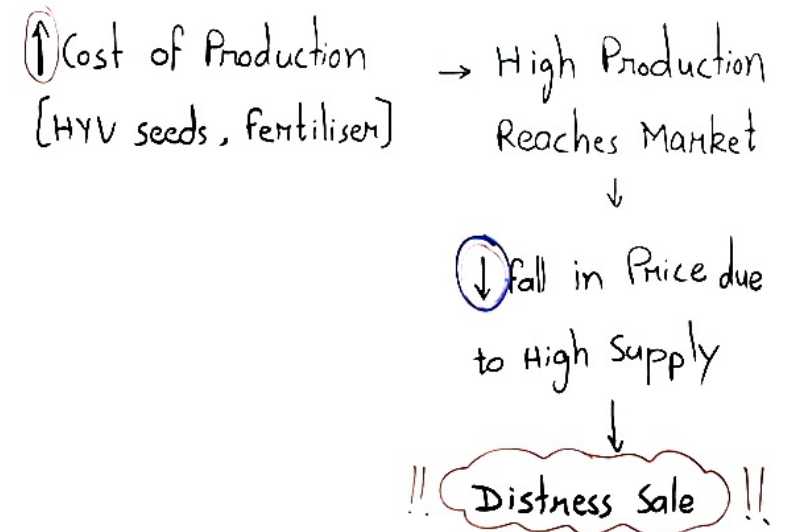 ↑ Cost of Production
[HYV seeds, fertiliser]
→ High Production
Reaches Market
↓
↓ fall in Price due
to High Supply
↓
!! Distress Sale !!